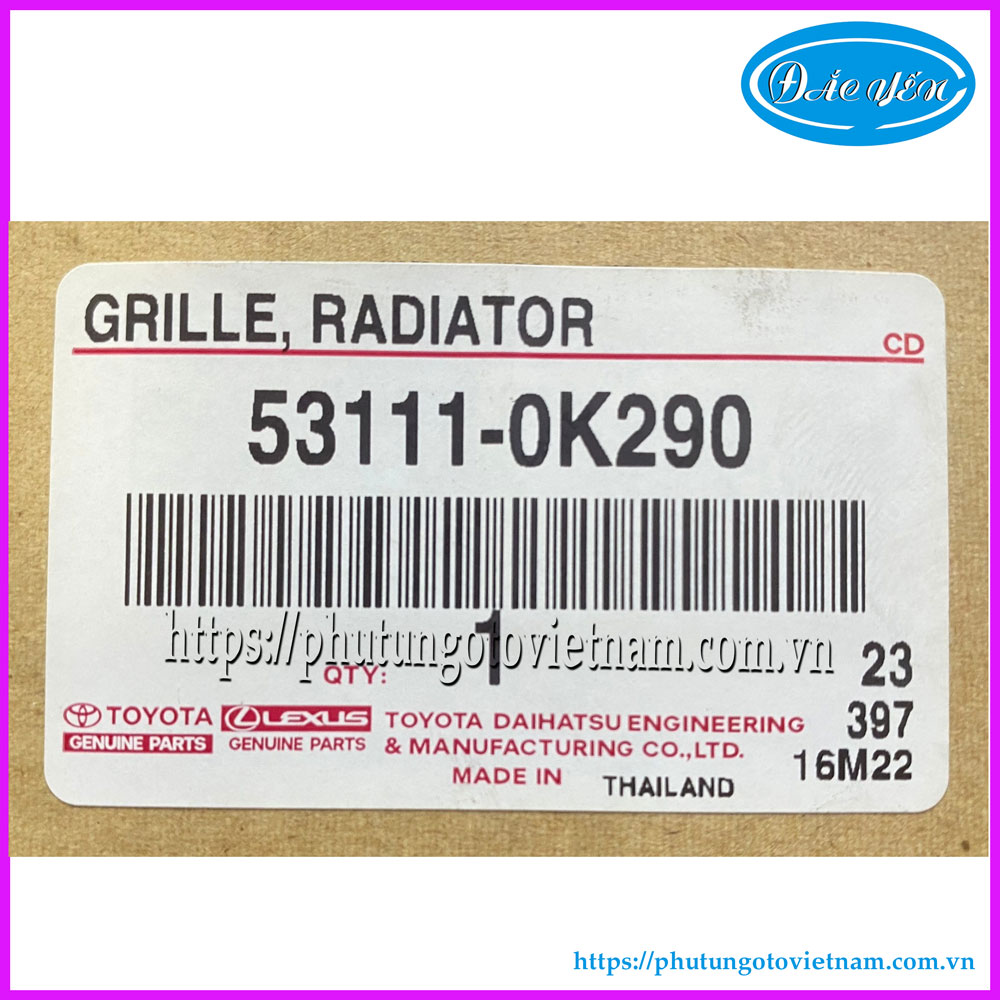 ĐẮC YẾN
GRILLE, RADIATOR
CD
53111-0K290
https://phutungotovietnam.com.vn
QTY: 1
23
TOYOTA LEXUS TOYOTA DAIHATSU ENGINEERING 397
GENUINE PARTS GENUINE PARTS & MANUFACTURING CO.,LTD. 16M22
MADE IN THAILAND
https://phutungotovietnam.com.vn